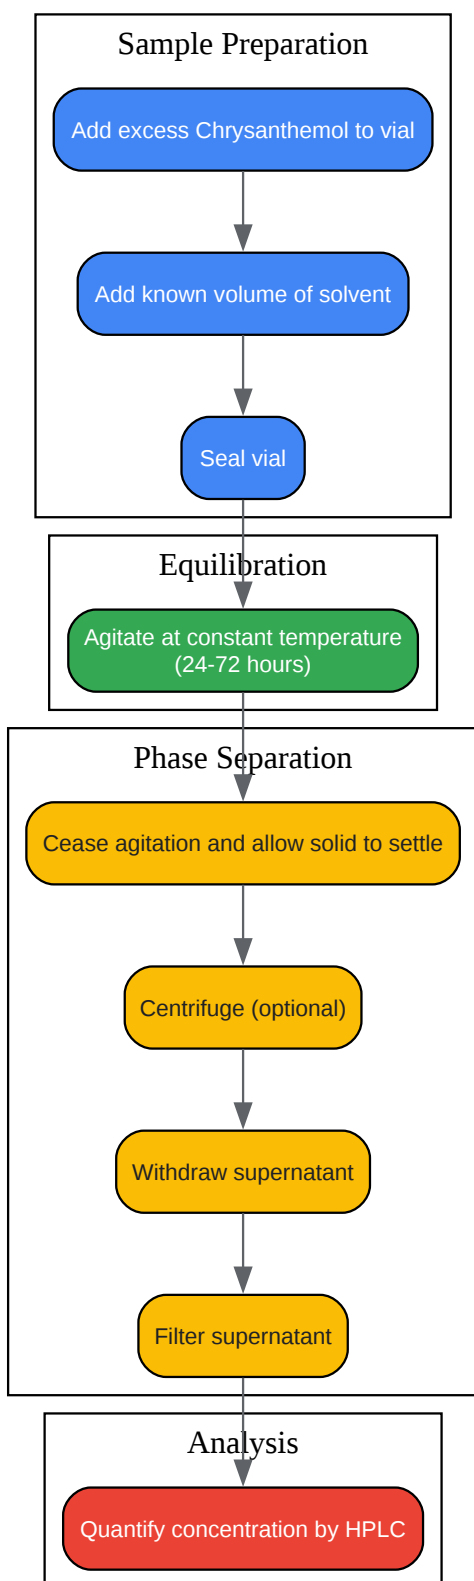 Sample Preparation
Add excess Chrysanthemol to vial
Add known volume of solvent
Seal vial
Equilibration
Agitate at constant temperature
(24-72 hours)
Phase Separation
Cease agitation and allow solid to settle
Centrifuge (optional)
Withdraw supernatant
Filter supernatant
Analysis
Quantify concentration by HPLC